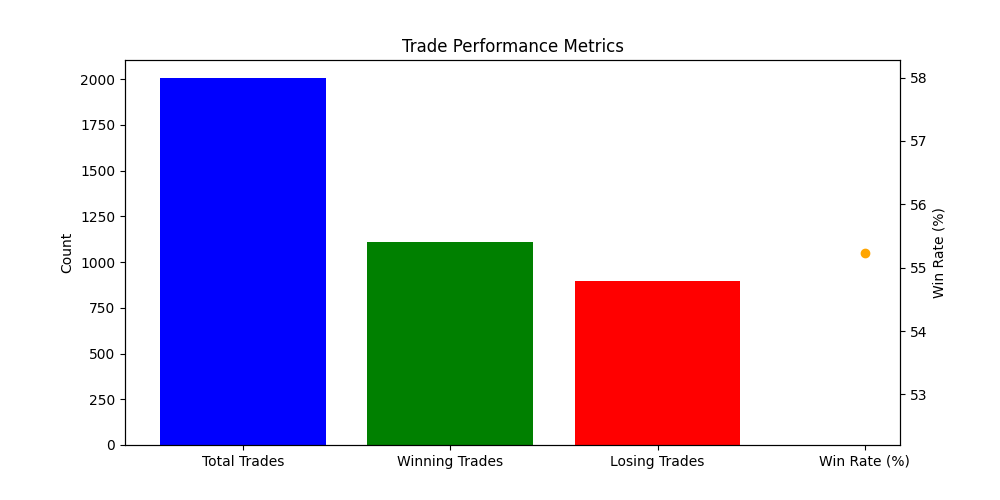 Trade Performance Metrics
Count
2000
1750
1500
1250
1000
750
500
250
0
Total Trades
Winning Trades
Losing Trades
Win Rate (%)
58
57
56
55
54
53
Win Rate (%)